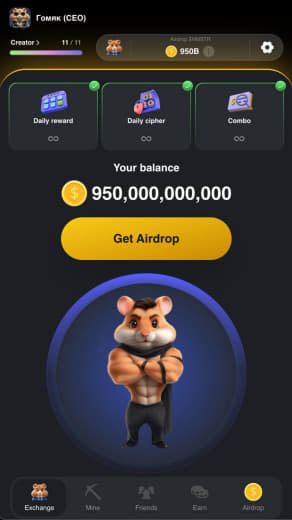 Гомяк (CEO)
Creator > 11 / 11
Airdrop $HMSTR
950B
Daily reward
Daily cipher
Combo
∞ ∞ ∞
Your balance
$ 950,000,000,000
Get Airdrop
Exchange
Mine
Friends
Earn
Airdrop